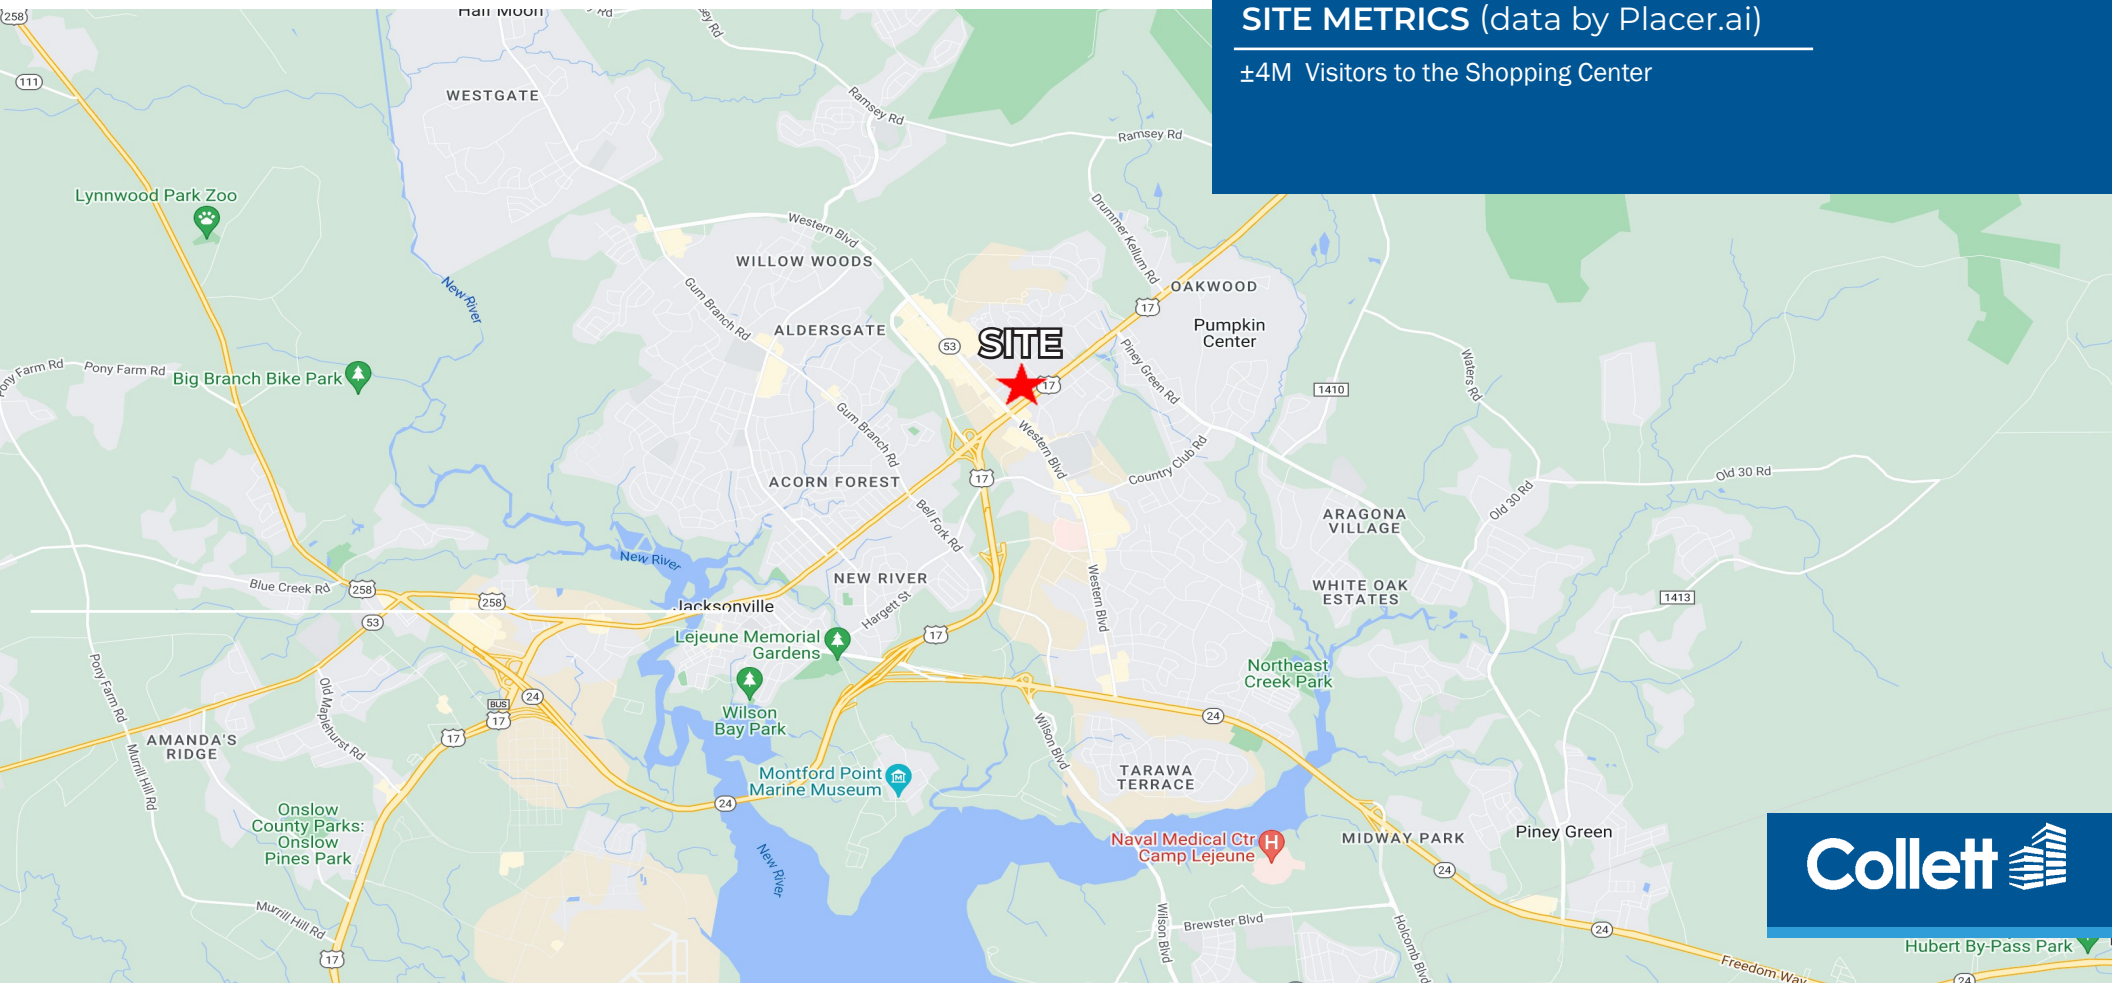 SITE METRICS (data by Placer.ai)
±4M Visitors to the Shopping Center
258
Half Moon
111
WESTGATE
Ramsey Rd
Ramsey Rd
Lynnwood Park Zoo
Western Blvd
Drummer Kellum Rd
WILLOW WOODS
New River
Gum Branch Rd
OAKWOOD
17
ALDERSGATE
Pumpkin
Center
53
SITE
17
Piney Green Rd
Waters Rd
Pony Farm Rd
Pony Farm Rd
Big Branch Bike Park
1410
Gum Branch Rd
Western Blvd
Country Club Rd
17
ACORN FOREST
Old 30 Rd
Old 30 Rd
Bell Fork Rd
ARAGONA
VILLAGE
New River
NEW RIVER
Western Blvd
WHITE OAK
ESTATES
Blue Creek Rd
258
258
1413
Jacksonville
Hargett St
53
Lejeune Memorial
Gardens
17
Pony Farm Rd
Old Maplehurst Rd
Northeast
Creek Park
24
BUS
17
Wilson
Bay Park
24
17
Wilson Blvd
AMANDA'S
RIDGE
Murrill Hill Rd
Montford Point
Marine Museum
TARAWA
TERRACE
24
Onslow
County Parks:
Onslow
Pines Park
Naval Medical Ctr
Camp Lejeune
H
MIDWAY PARK
Piney Green
New River
24
Collett
Murrill Hill Rd
Wilson Blvd
Brewster Blvd
Holcomb Blvd
24
Hubert By-Pass Park
17
Freedom Way
24